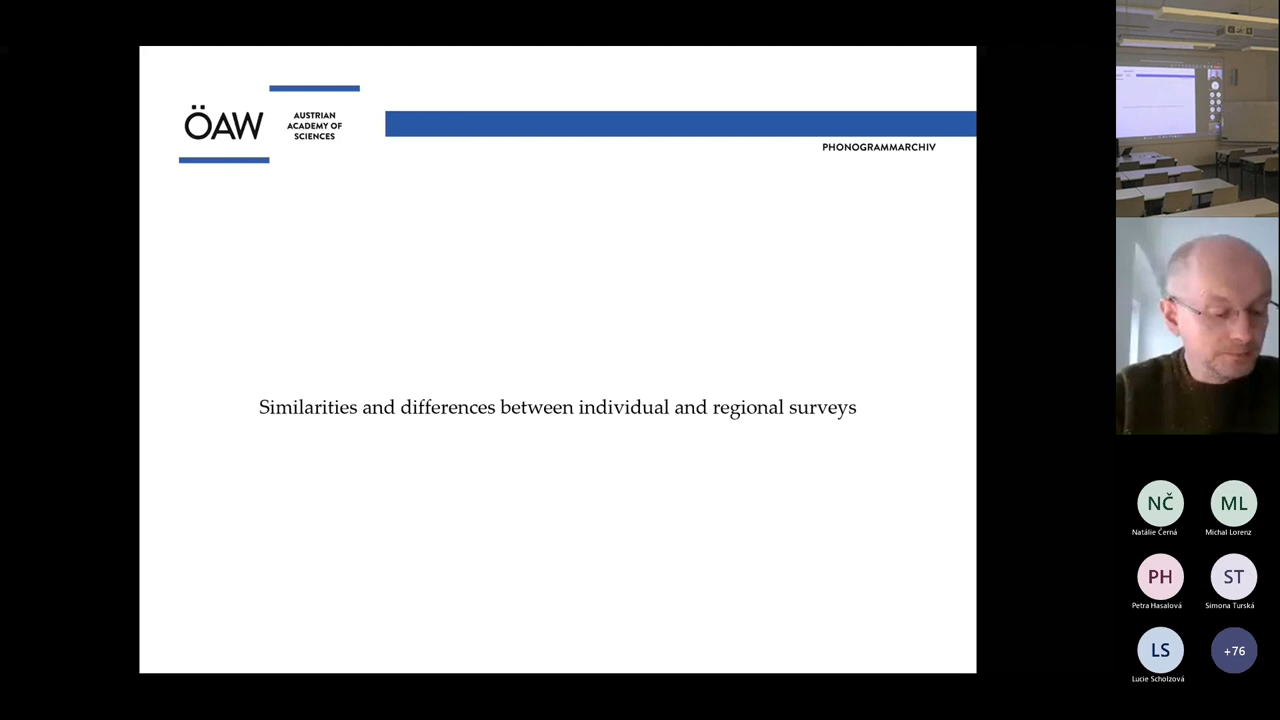 ÖAW
AUSTRIAN
ACADEMY OF
SCIENCES
PHONOGRAMMARCHIV
Similarities and differences between individual and regional surveys
NČ
Natálie Černá
ML
Michal Lorenz
PH
Petra Hasalová
ST
Simona Turská
LS
Lucie Scholzová
+76